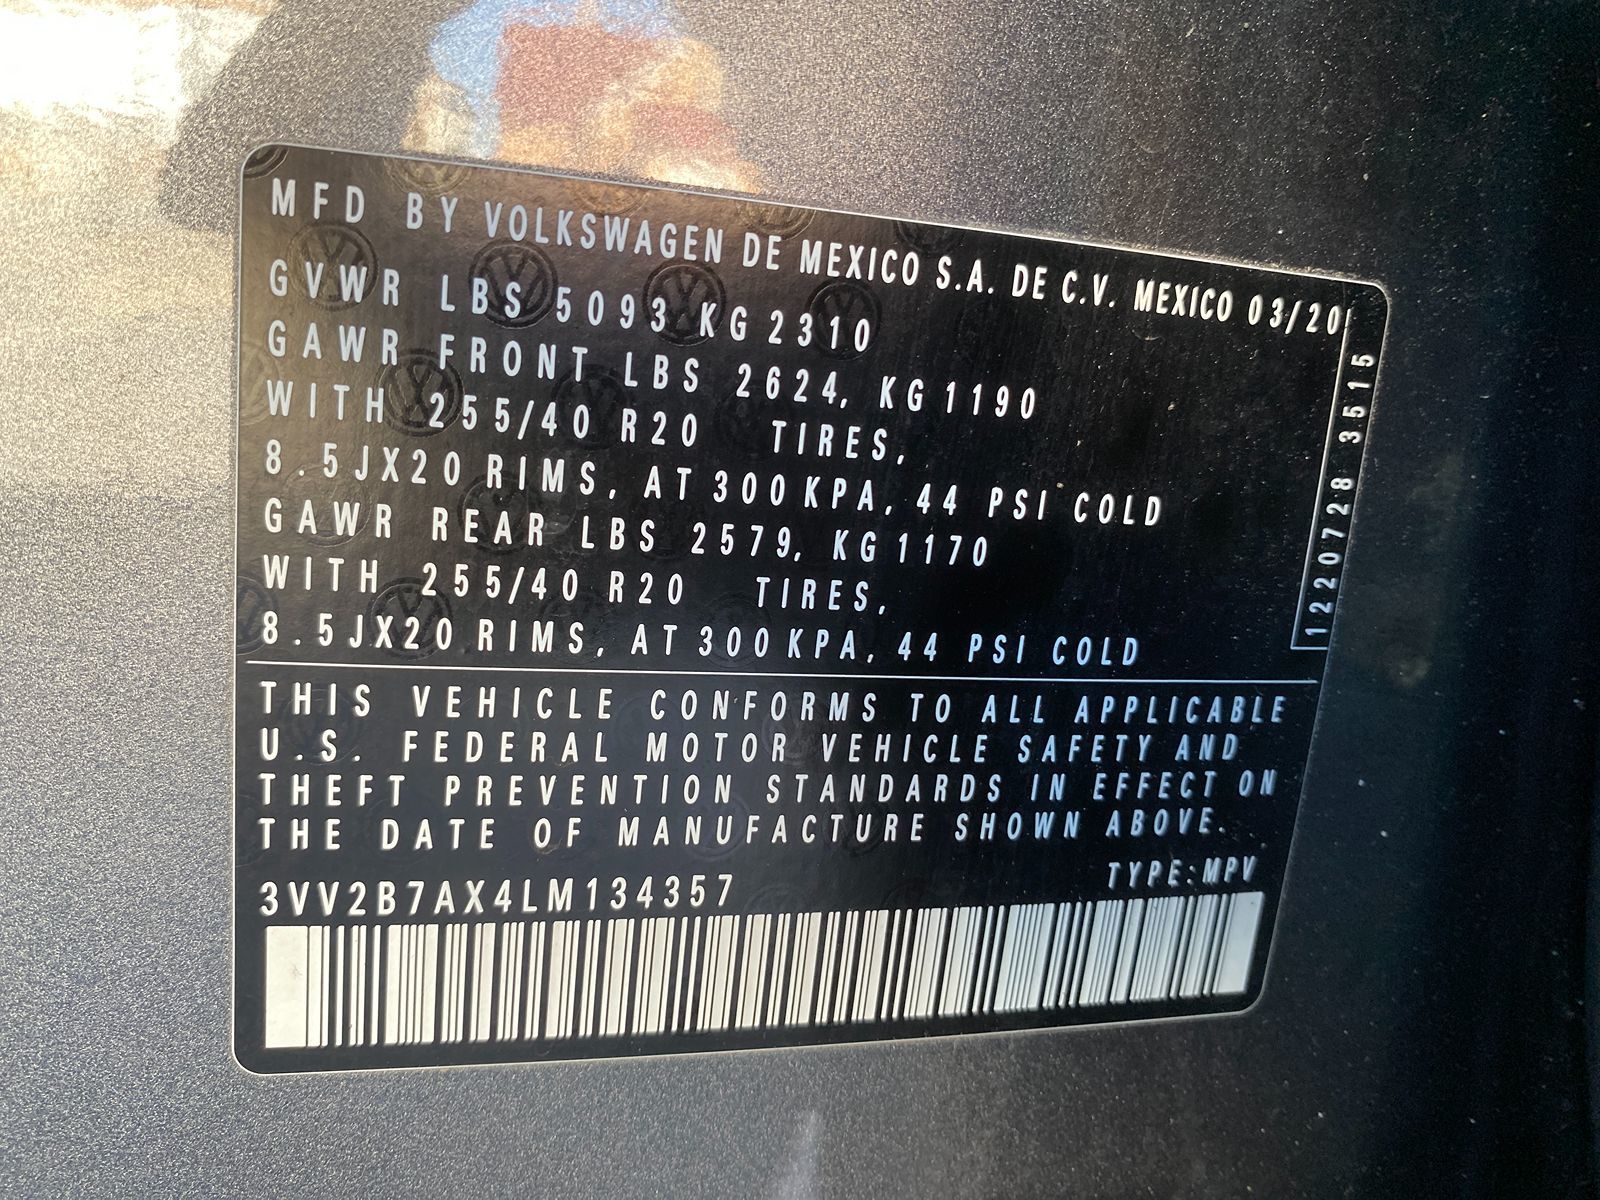 MFD BY VOLKSWAGEN DE MEXICO S.A. DE C.V. MEXICO 03/20
GVWR LBS 5093 KG 2310
GAWR FRONT LBS 2624, KG 1190
WITH 255/40 R20 TIRES,
8.5JX20 RIMS, AT 300 KPA, 44 PSI COLD
GAWR REAR LBS 2579, KG 1170
WITH 255/40 R20 TIRES,
8.5JX20 RIMS, AT 300 KPA, 44 PSI COLD
1220728 3515
THIS VEHICLE CONFORMS TO ALL APPLICABLE
U.S. FEDERAL MOTOR VEHICLE SAFETY AND
THEFT PREVENTION STANDARDS IN EFFECT ON
THE DATE OF MANUFACTURE SHOWN ABOVE.
3VV2B7AX4LM134357 TYPE:MPV